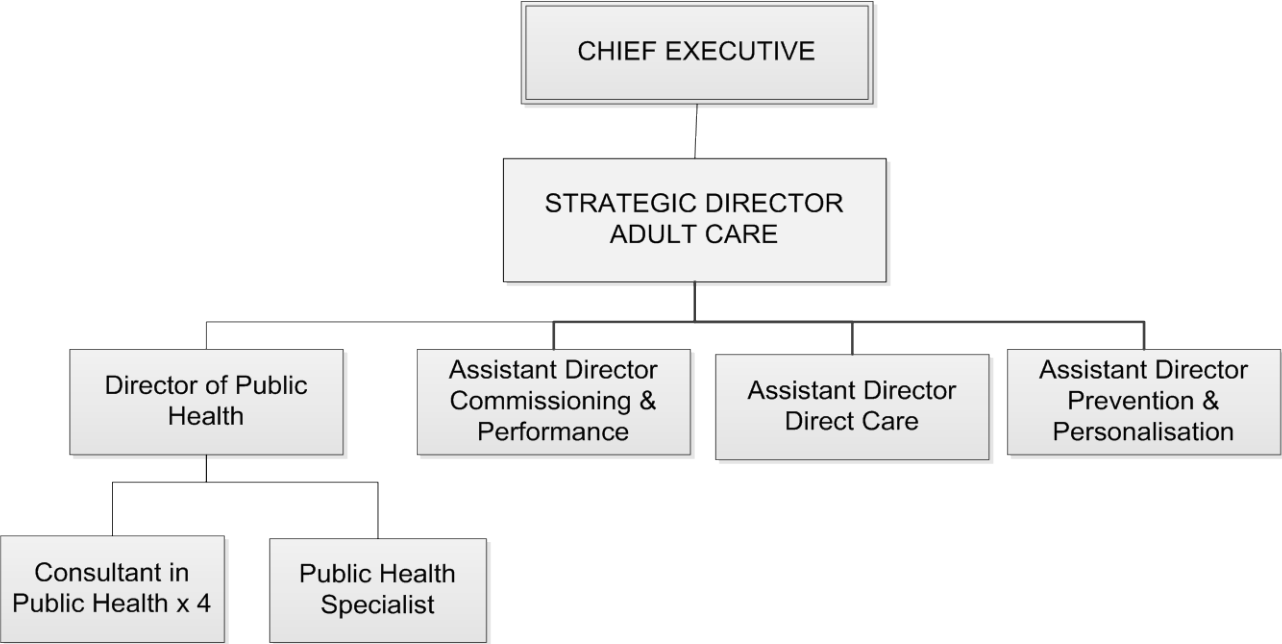 CHIEF EXECUTIVE
STRATEGIC DIRECTOR
ADULT CARE
Director of Public
Health
Assistant Director
Commissioning &
Performance
Assistant Director
Direct Care
Assistant Director
Prevention &
Personalisation
Consultant in
Public Health x 4
Public Health
Specialist